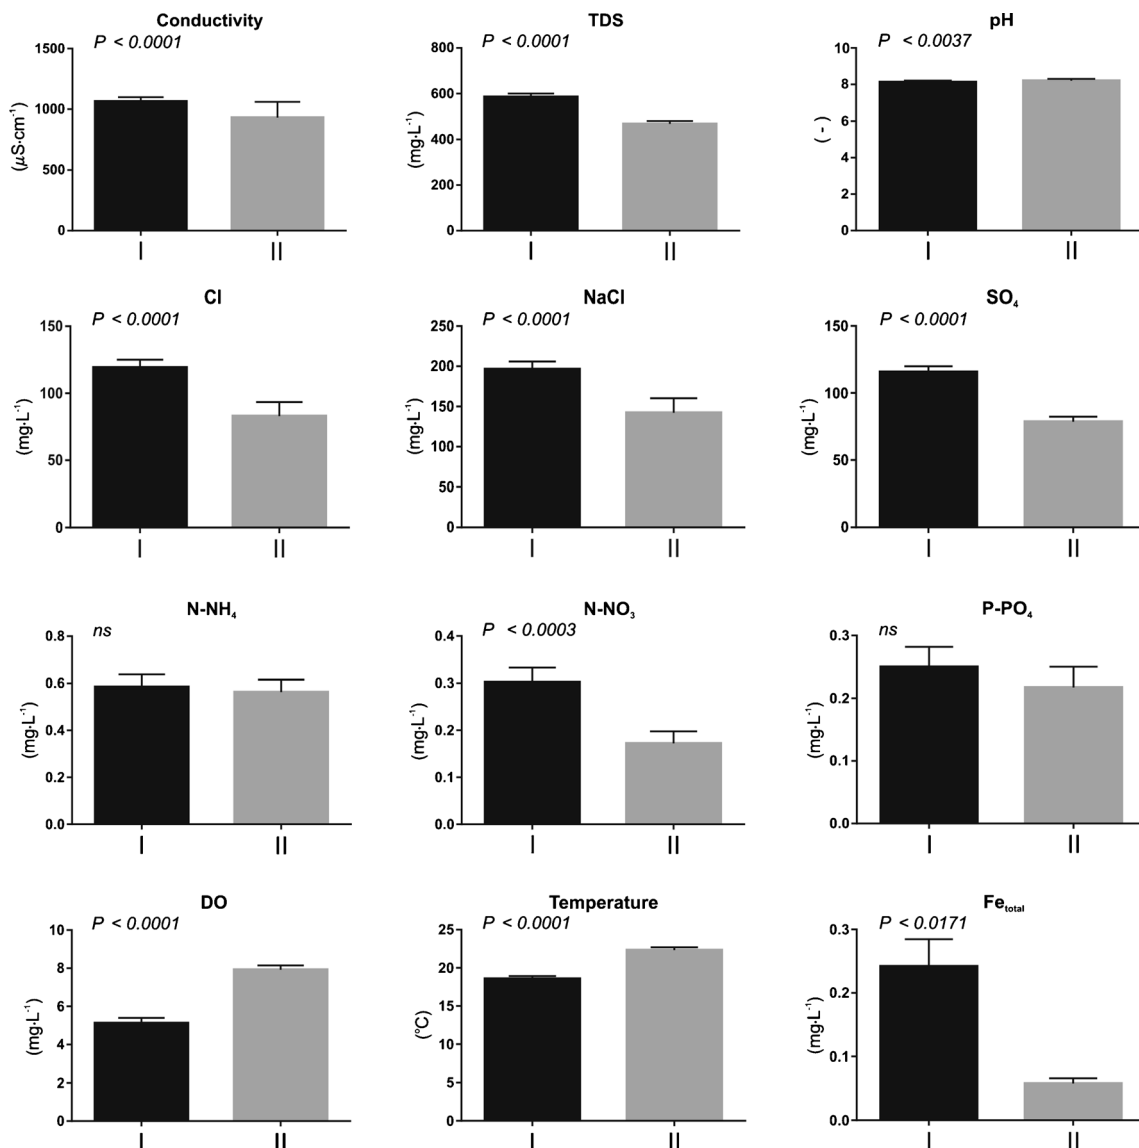 Conductivity
P < 0.0001
(µS·cm⁻¹)
1500
1000
500
0
I II
TDS
P < 0.0001
(mg·L⁻¹)
800
600
400
200
0
I II
pH
P < 0.0037
( - )
10
8
6
4
2
0
I II
Cl
P < 0.0001
(mg·L⁻¹)
150
100
50
0
I II
NaCl
P < 0.0001
(mg·L⁻¹)
250
200
150
100
50
0
I II
SO₄
P < 0.0001
(mg·L⁻¹)
150
100
50
0
I II
N-NH₄
ns
(mg·L⁻¹)
0.8
0.6
0.4
0.2
0.0
I II
N-NO₃
P < 0.0003
(mg·L⁻¹)
0.4
0.3
0.2
0.1
0.0
I II
P-PO₄
ns
(mg·L⁻¹)
0.3
0.2
0.1
0.0
I II
DO
P < 0.0001
(mg·L⁻¹)
10
8
6
4
2
0
I II
Temperature
P < 0.0001
(°C)
25
20
15
10
5
0
I II
Fe total
P < 0.0171
(mg·L⁻¹)
0.3
0.2
0.1
0.0
I II